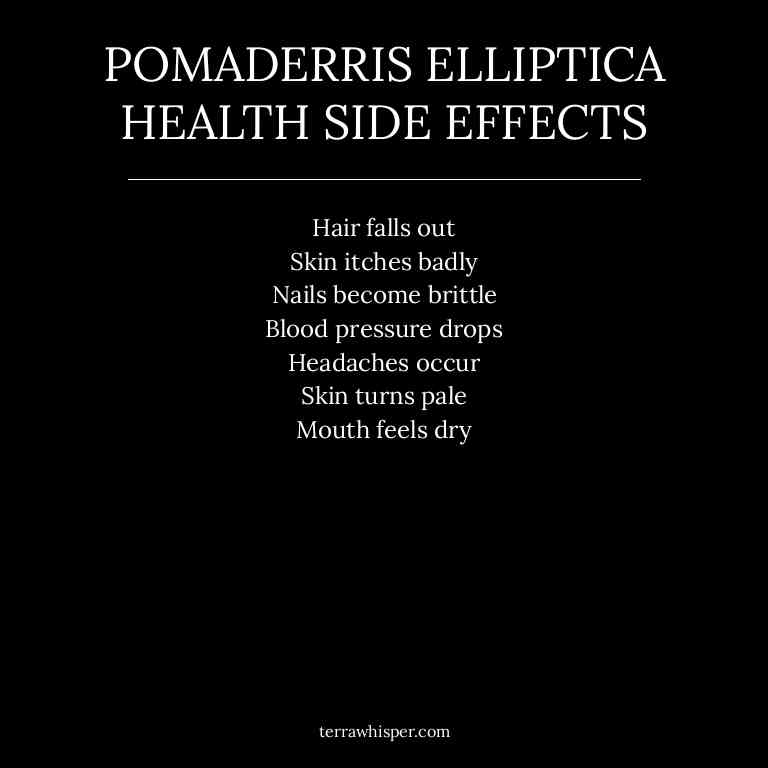 POMADERRIS ELLIPTICA
HEALTH SIDE EFFECTS
Hair falls out
Skin itches badly
Nails become brittle
Blood pressure drops
Headaches occur
Skin turns pale
Mouth feels dry
terrawhisper.com